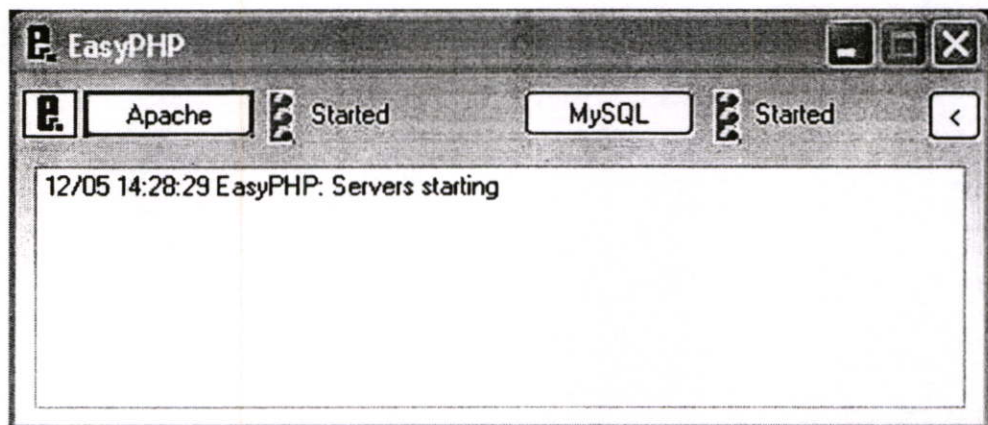 e. EasyPHP
e. Apache Started MySQL Started <
12/05 14:28:29 EasyPHP: Servers starting